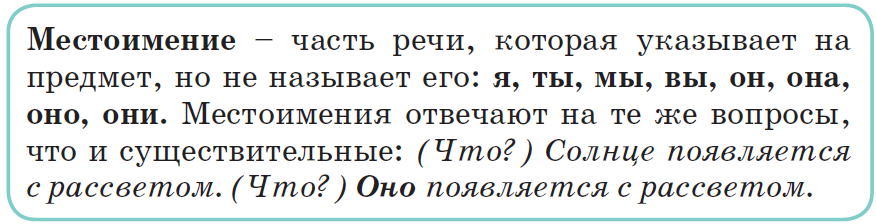 Местоимение – часть речи, которая указывает на
предмет, но не называет его: я, ты, мы, вы, он, она,
оно, они. Местоимения отвечают на те же вопросы,
что и существительные: (Что?) Солнце появляется
с рассветом. (Что?) Оно появляется с рассветом.